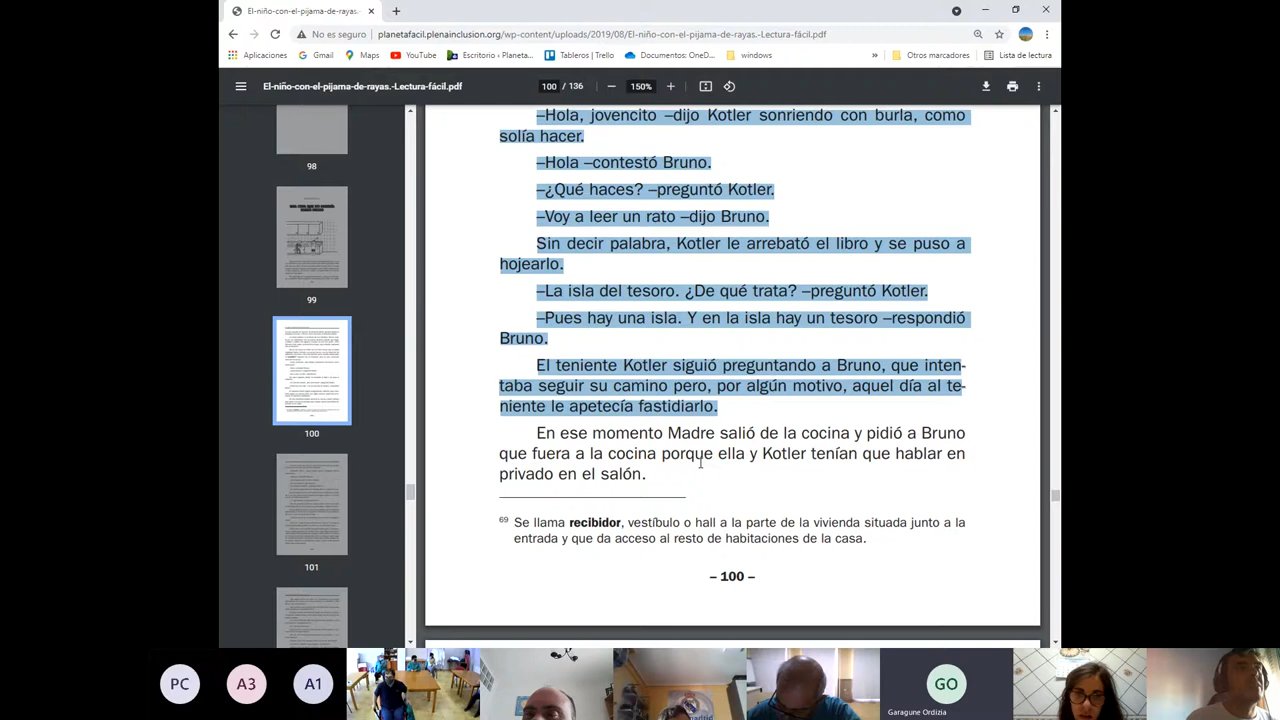 El-niño-con-el-pijama-de-rayas.-L
No es seguro
planetafacil.plenainclusion.org/wp-content/uploads/2019/08/El-niño-con-el-pijama-de-rayas.-Lectura-fácil.pdf
Aplicaciones
Gmail
Maps
YouTube
Escritorio – Planeta...
Tableros | Trello
Documentos: OneD...
windows
»
Otros marcadores
Lista de lectura
El-niño-con-el-pijama-de-rayas.-Lectura-fácil.pdf
100 / 136
150%
98
99
100
101
–Hola, jovencito –dijo Kotler sonriendo con burla, como
solía hacer.
–Hola –contestó Bruno.
–¿Qué haces? –preguntó Kotler.
–Voy a leer un rato –dijo Bruno.
Sin decir palabra, Kotler le arrebató el libro y se puso a
hojearlo.
–La isla del tesoro. ¿De qué trata? –preguntó Kotler.
–Pues hay una isla. Y en la isla hay un tesoro –respondió
Bruno.
El teniente Kotler siguió interrogando a Bruno, que inten-
taba seguir su camino pero, por algún motivo, aquel día al te-
niente le apetecía fastidiarlo.
En ese momento Madre salió de la cocina y pidió a Bruno
que fuera a la cocina porque ella y Kotler tenían que hablar en
privado en el salón.
69 Se llama recibidor, vestíbulo o hall a la parte de la vivienda situada junto a la
entrada y que da acceso al resto de habitaciones de la casa.
– 100 –
PC
A3
A1
GO
Garagune Ordizia